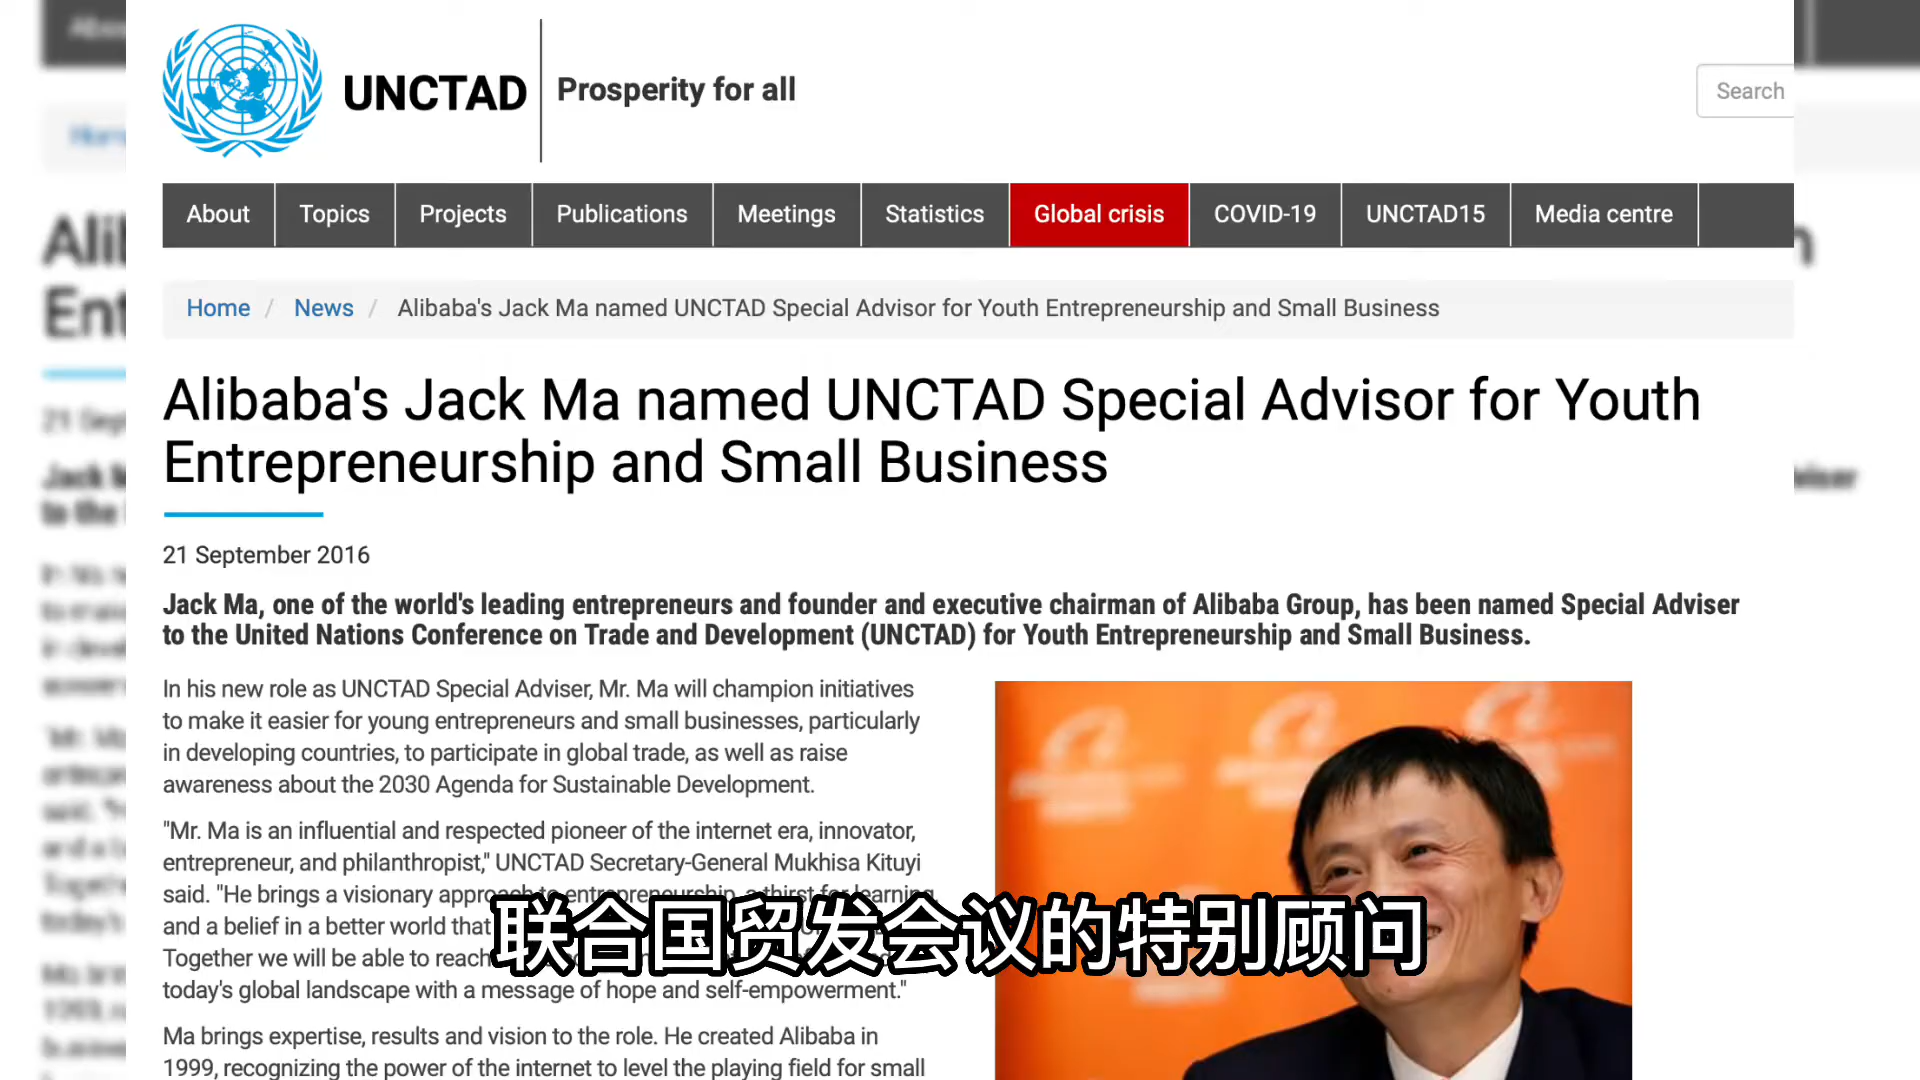 UNCTAD
Prosperity for all
Search
About
Topics
Projects
Publications
Meetings
Statistics
Global crisis
COVID-19
UNCTAD15
Media centre
Home / News / Alibaba's Jack Ma named UNCTAD Special Advisor for Youth Entrepreneurship and Small Business
Alibaba's Jack Ma named UNCTAD Special Advisor for Youth
Entrepreneurship and Small Business
21 September 2016
Jack Ma, one of the world's leading entrepreneurs and founder and executive chairman of Alibaba Group, has been named Special Adviser
to the United Nations Conference on Trade and Development (UNCTAD) for Youth Entrepreneurship and Small Business.
In his new role as UNCTAD Special Adviser, Mr. Ma will champion initiatives
to make it easier for young entrepreneurs and small businesses, particularly
in developing countries, to participate in global trade, as well as raise
awareness about the 2030 Agenda for Sustainable Development.
"Mr. Ma is an influential and respected pioneer of the internet era, innovator,
entrepreneur, and philanthropist," UNCTAD Secretary-General Mukhisa Kituyi
said. "He brings a visionary approach to entrepreneurship, a thirst for learning
and a belief in a better world that
Together we will be able to reach
today's global landscape with a message of hope and self-empowerment."
Ma brings expertise, results and vision to the role. He created Alibaba in
1999, recognizing the power of the internet to level the playing field for small
联合国贸发会议的特别顾问